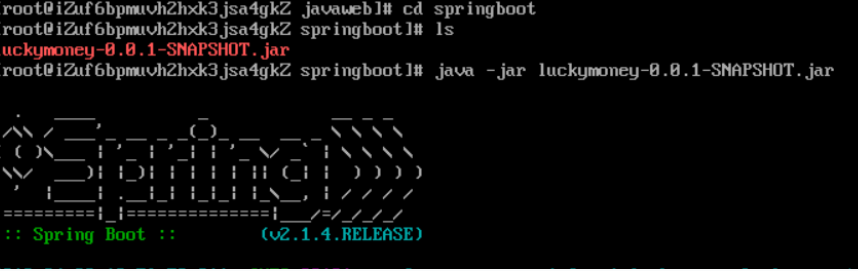 root@iZuf6bpmuvh2hxk3jsa4gkZ javaweb]# cd springboot
root@iZuf6bpmuvh2hxk3jsa4gkZ springboot]# ls
luckymoney-0.0.1-SNAPSHOT.jar
root@iZuf6bpmuvh2hxk3jsa4gkZ springboot]# java -jar luckymoney-0.0.1-SNAPSHOT.jar
Spring
:: Spring Boot :: (v2.1.4.RELEASE)